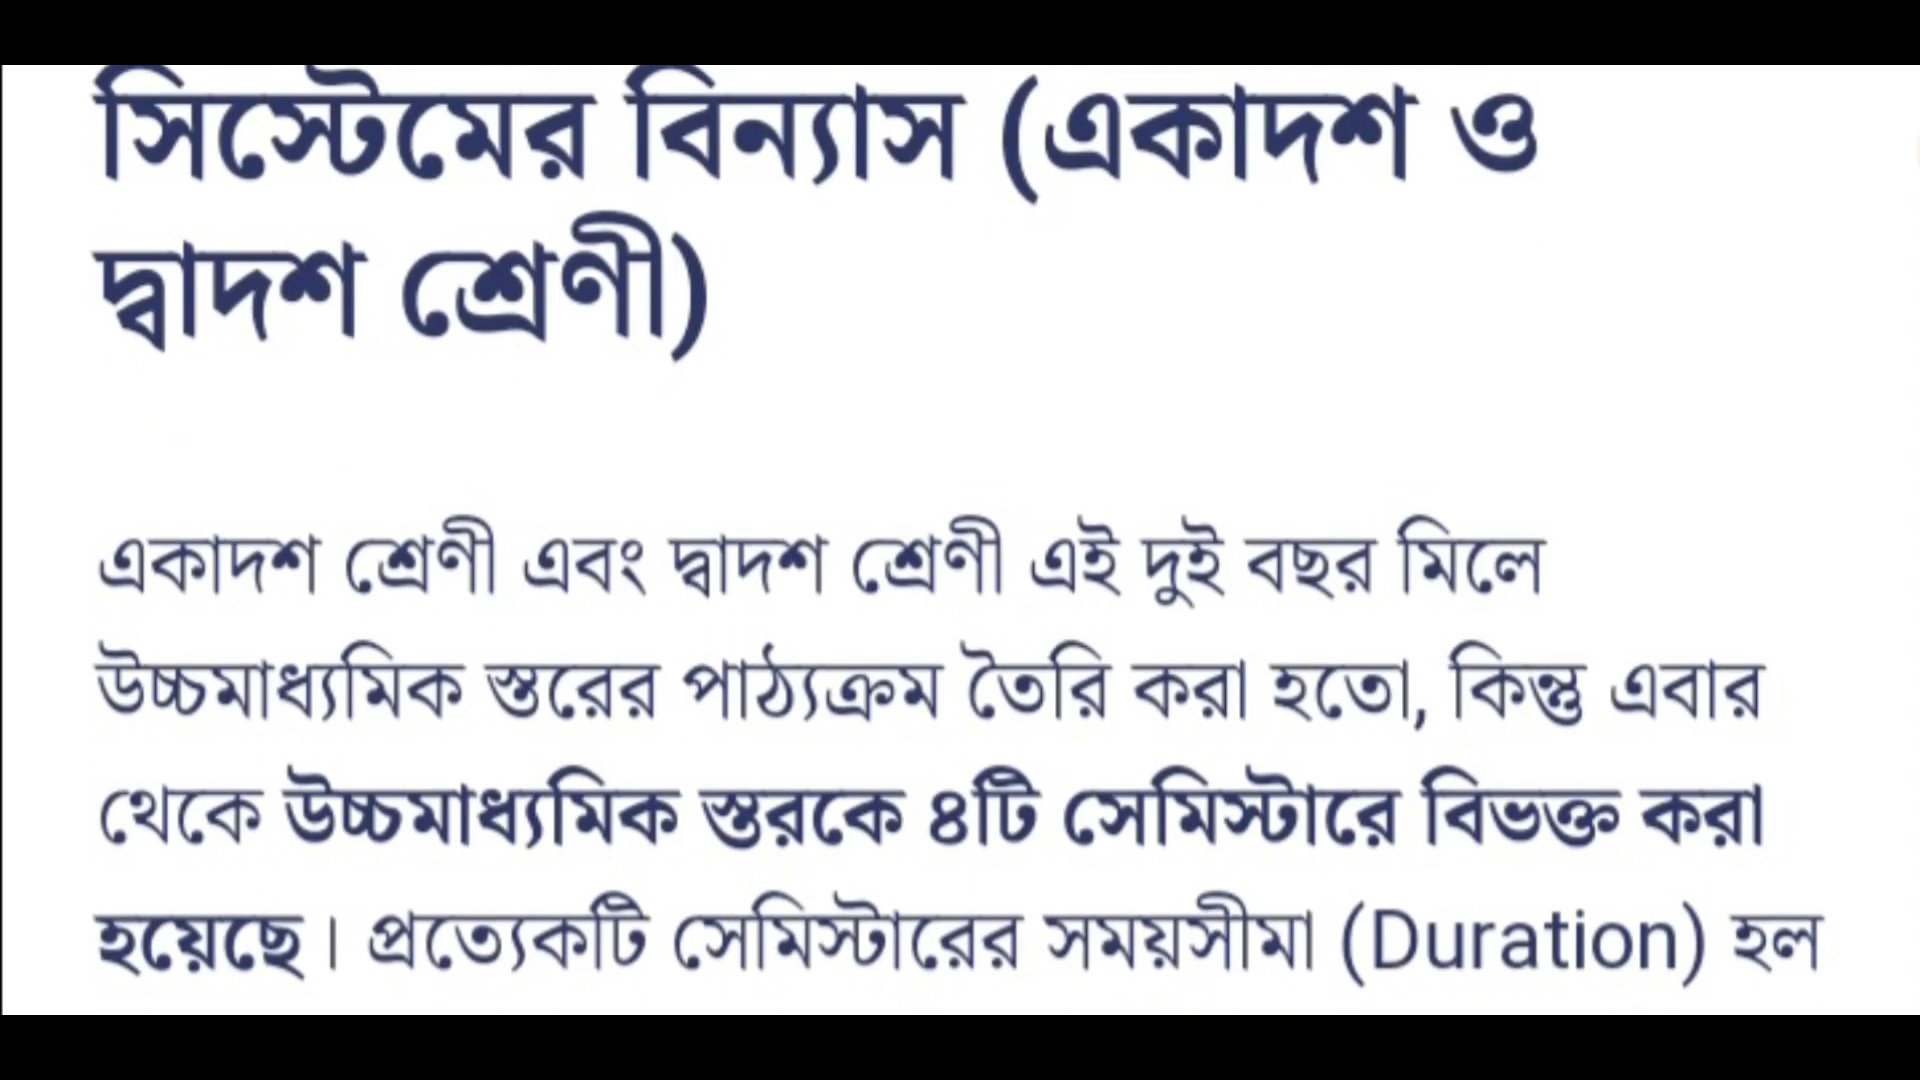 সিস্টেমের বিন্যাস (একাদশ ও
দ্বাদশ শ্রেণী)
একাদশ শ্রেণী এবং দ্বাদশ শ্রেণী এই দুই বছর মিলে
উচ্চমাধ্যমিক স্তরের পাঠ্যক্রম তৈরি করা হতো, কিন্তু এবার
থেকে উচ্চমাধ্যমিক স্তরকে ৪টি সেমিস্টারে বিভক্ত করা
হয়েছে। প্রত্যেকটি সেমিস্টারের সময়সীমা (Duration) হল